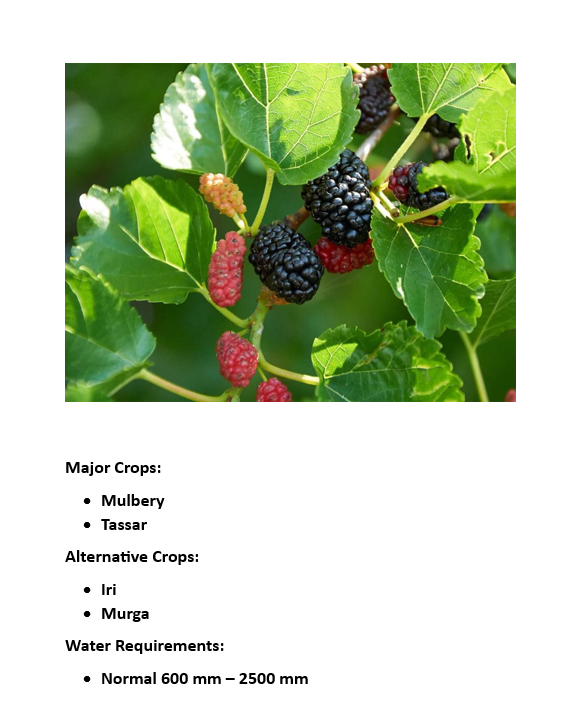 Major Crops:
• Mulbery
• Tassar
Alternative Crops:
• Iri
• Murga
Water Requirements:
• Normal 600 mm – 2500 mm